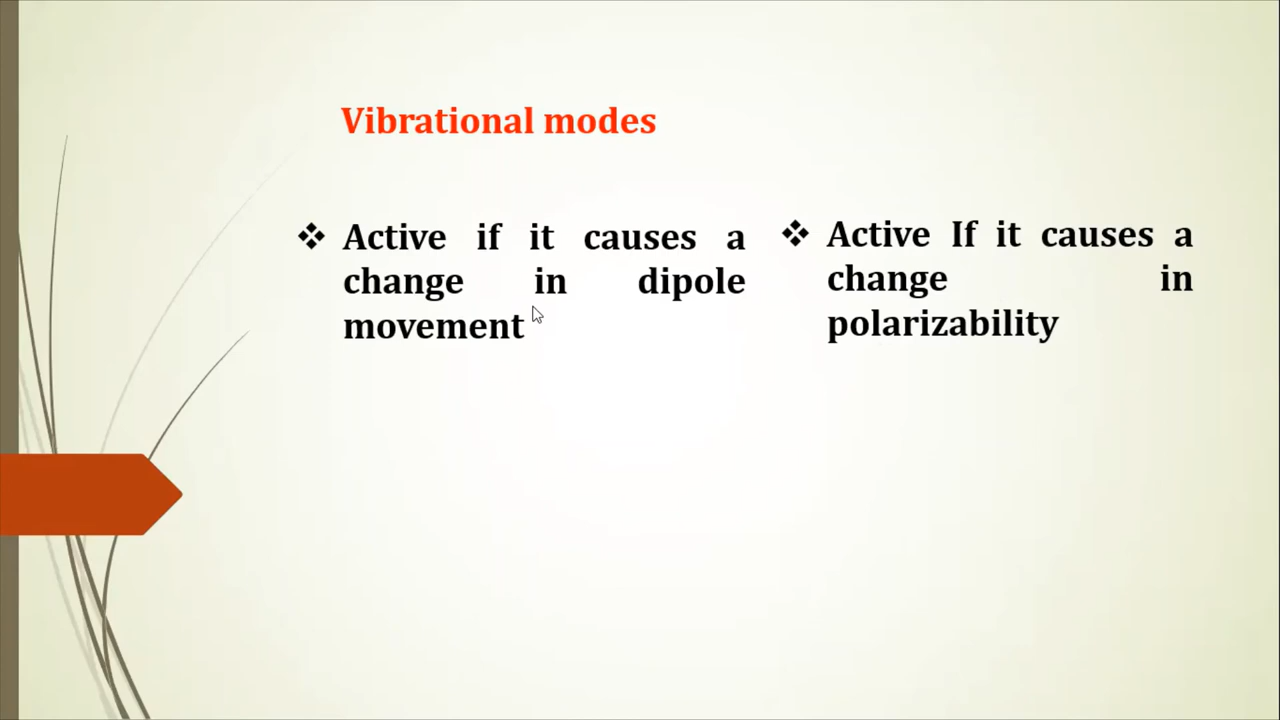 Vibrational modes
Active if it causes a
change in dipole
movement
Active If it causes a
change in
polarizability